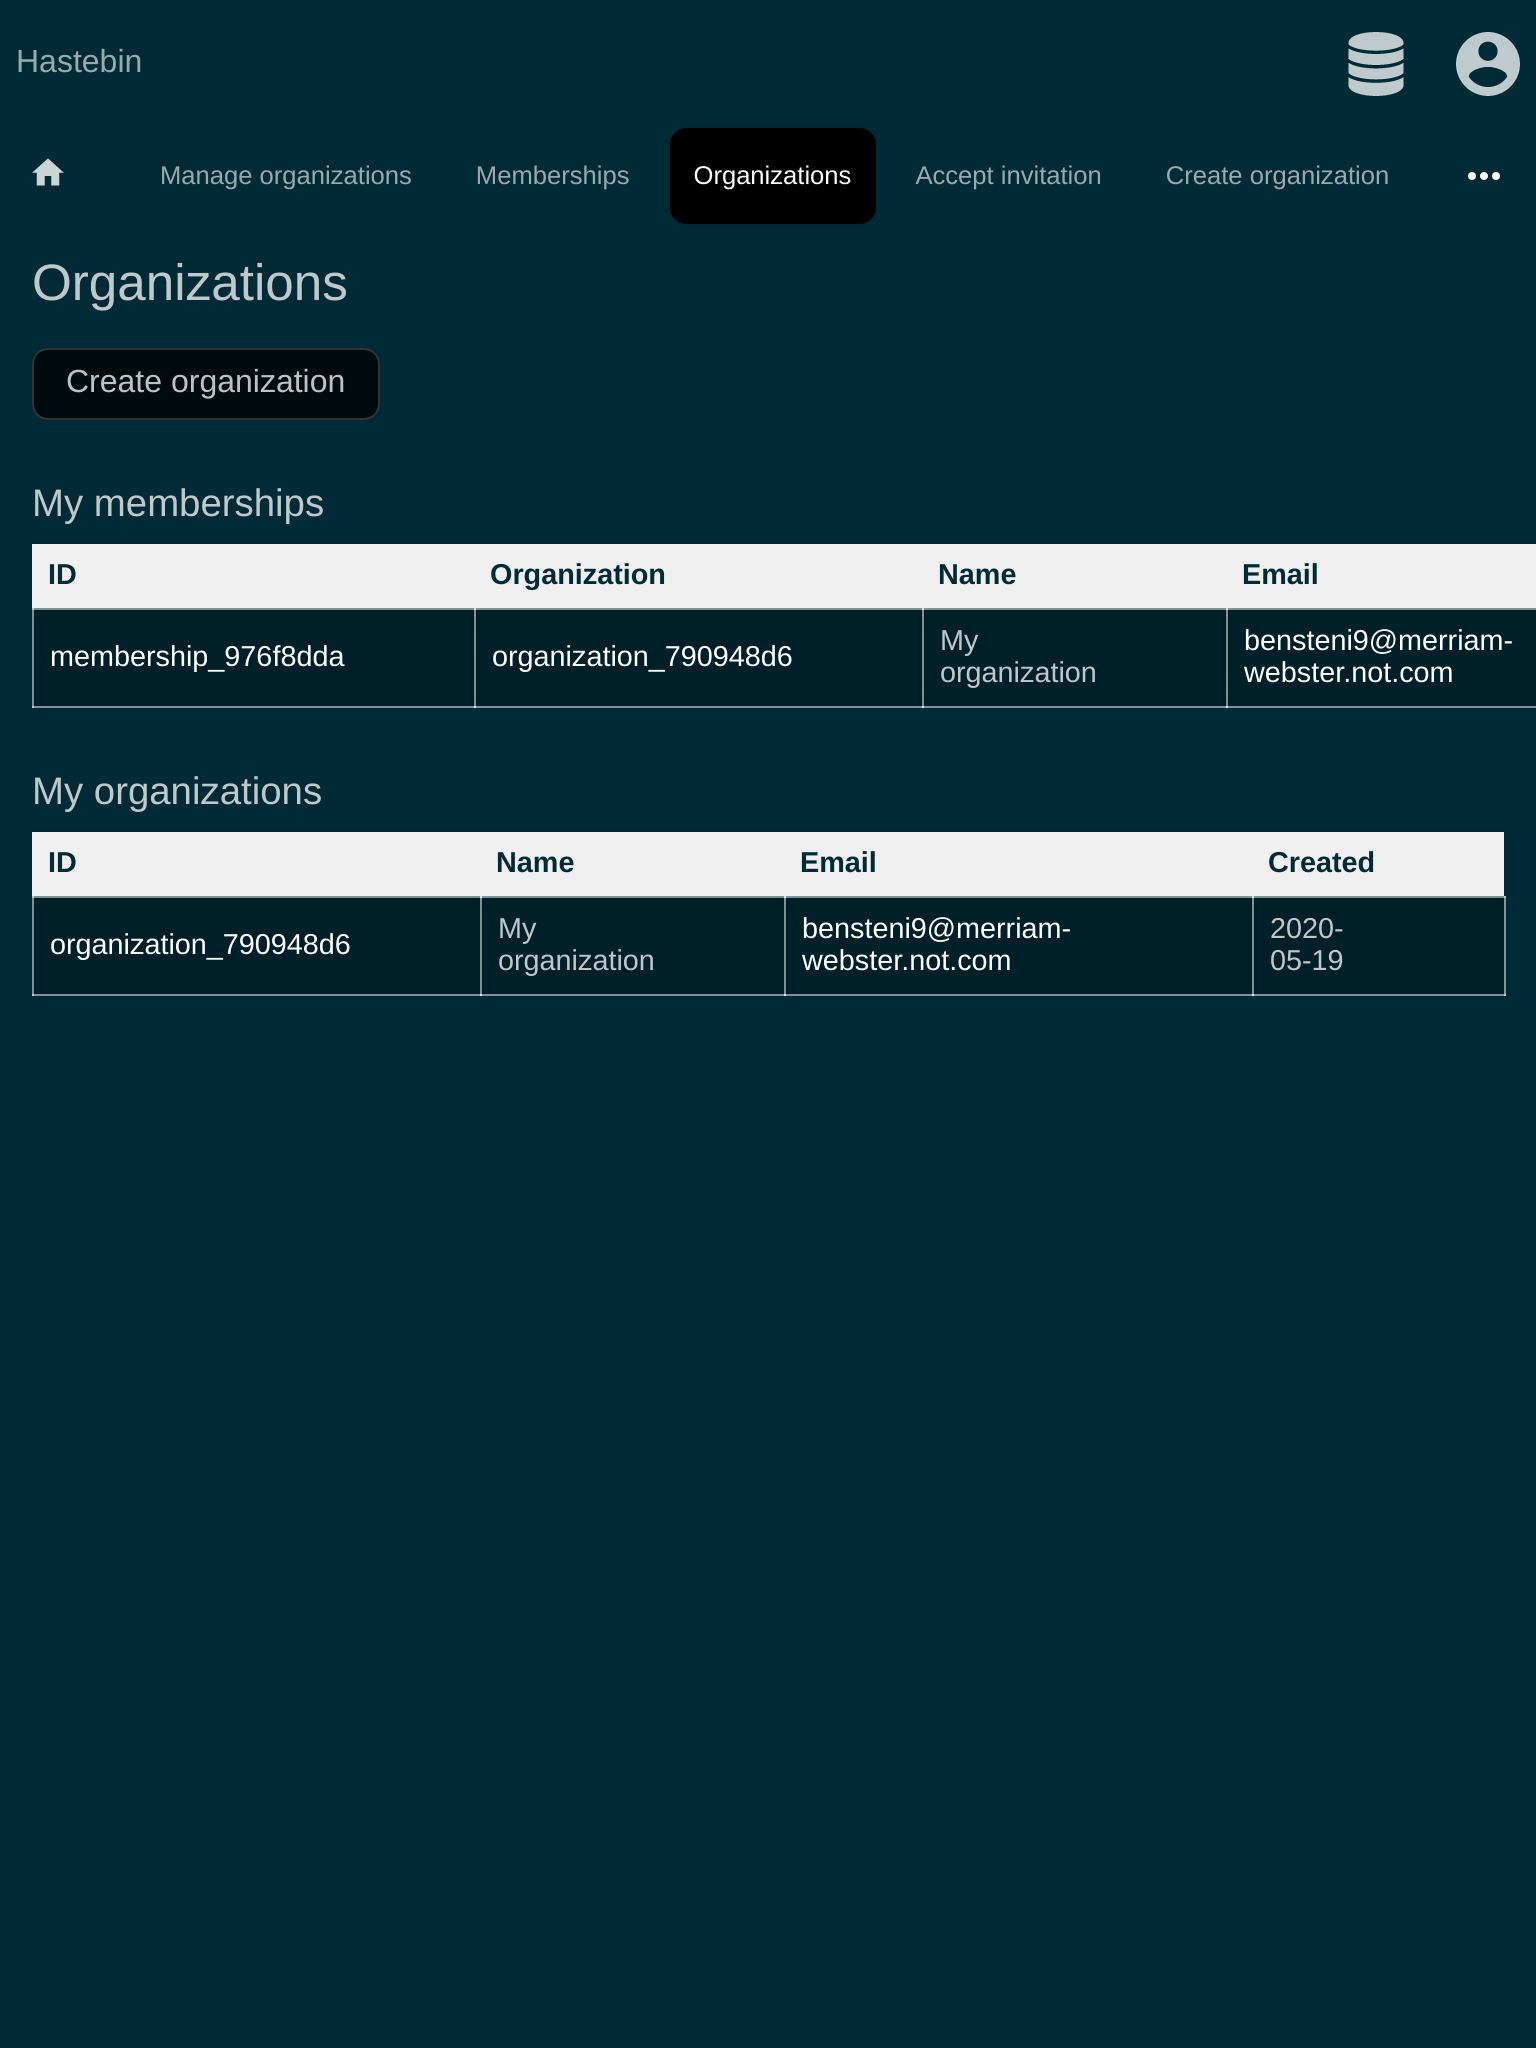 Hastebin
Manage organizations Memberships Organizations Accept invitation Create organization
Organizations
Create organization
My memberships
ID Organization Name Email
membership_976f8dda organization_790948d6 My organization bensteni9@merriam-webster.not.com
My organizations
ID Name Email Created
organization_790948d6 My organization bensteni9@merriam-webster.not.com 2020-05-19